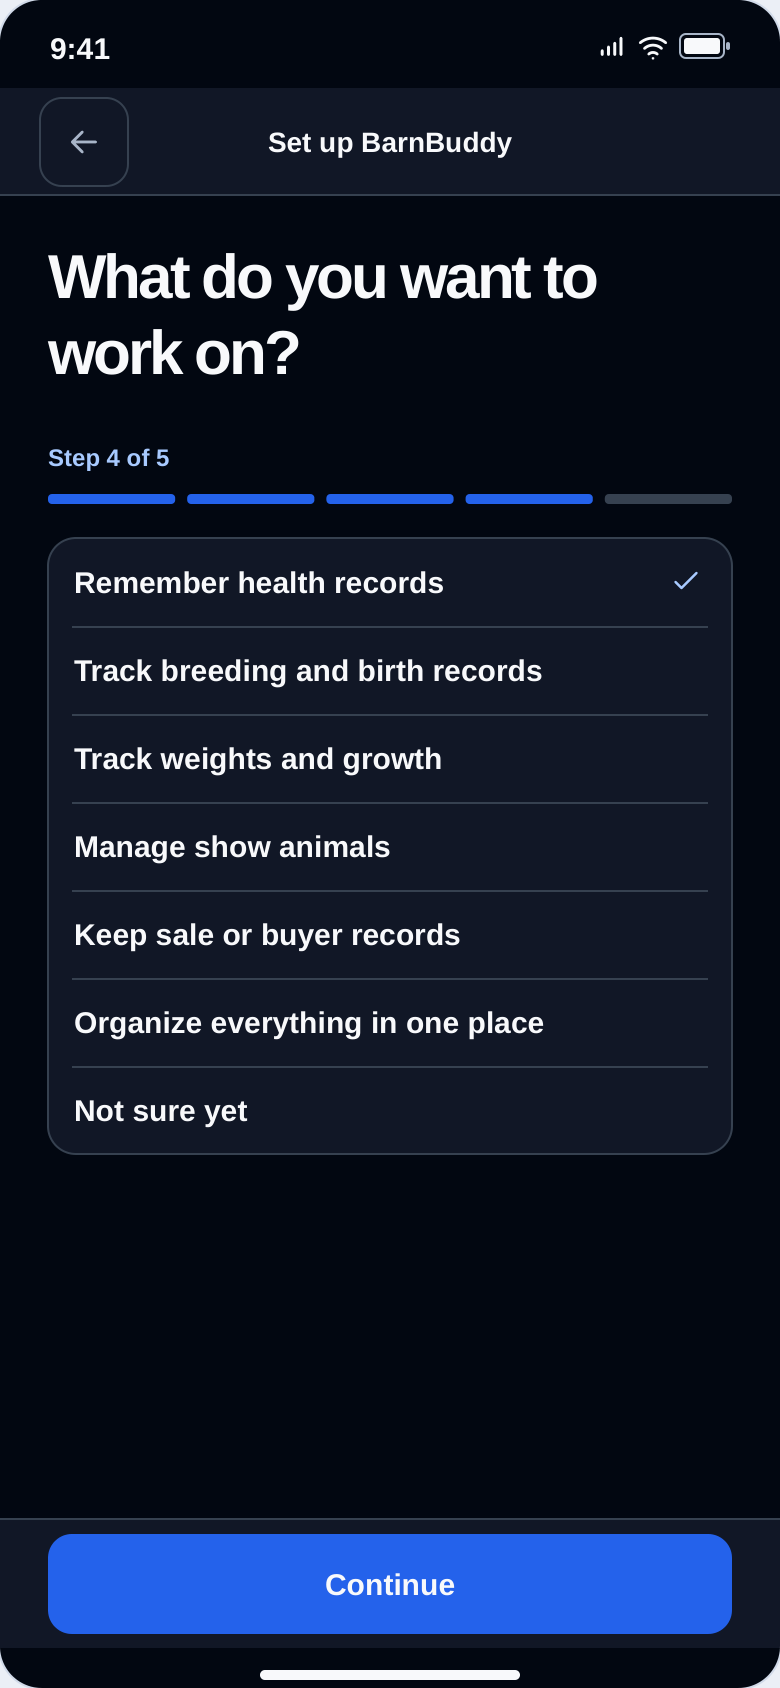 9:41
Set up BarnBuddy
What do you want to
work on?
Step 4 of 5
Remember health records
Track breeding and birth records
Track weights and growth
Manage show animals
Keep sale or buyer records
Organize everything in one place
Not sure yet
Continue